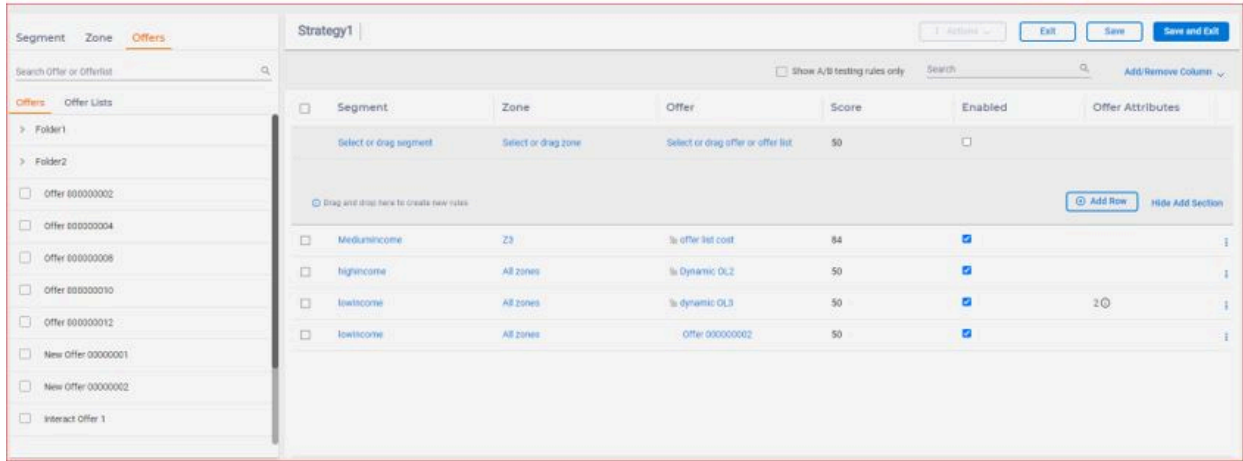 Segment Zone Offers
Search Offer or Offerlist
Offers Offer Lists
Folder1
Folder2
Offer 000000002
Offer 000000004
Offer 000000008
Offer 000000010
Offer 000000012
New Offer 00000001
New Offer 00000002
Interact Offer 1
Strategy1
Actions Exit Save Save and Exit
Show A/B testing rules only Search Add/Remove Column
Segment Zone Offer Score Enabled Offer Attributes
Select or drag segment Select or drag zone Select or drag offer or offer list 50
Drag and drop here to create new rules Add Row Hide Add Section
MediumIncome Z3 offer list cost 84
highincome All zones Dynamic OL2 50
lowincome All zones dynamic OL3 50 2
lowincome All zones Offer 000000002 50